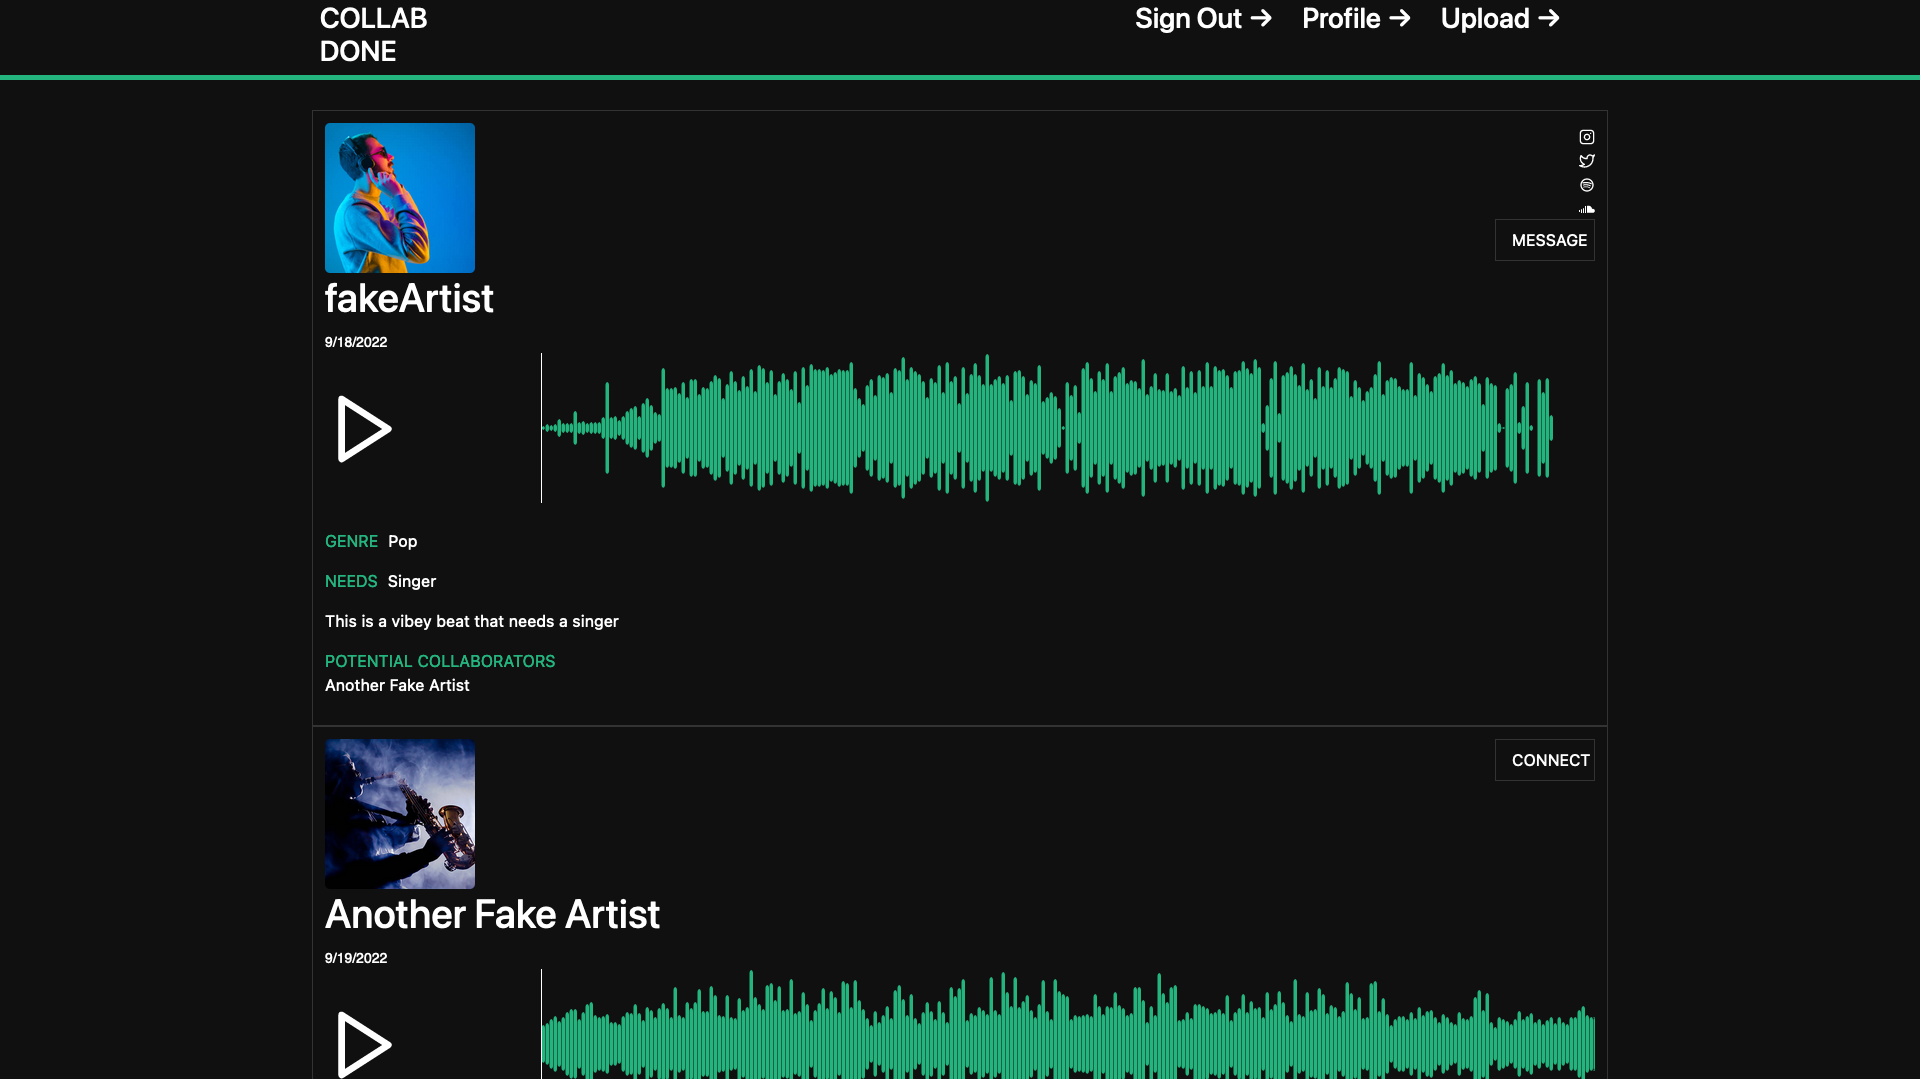 COLLAB
DONE
Sign Out → Profile → Upload →
MESSAGE
fakeArtist
9/18/2022
GENRE Pop
NEEDS Singer
This is a vibey beat that needs a singer
POTENTIAL COLLABORATORS
Another Fake Artist
CONNECT
Another Fake Artist
9/19/2022